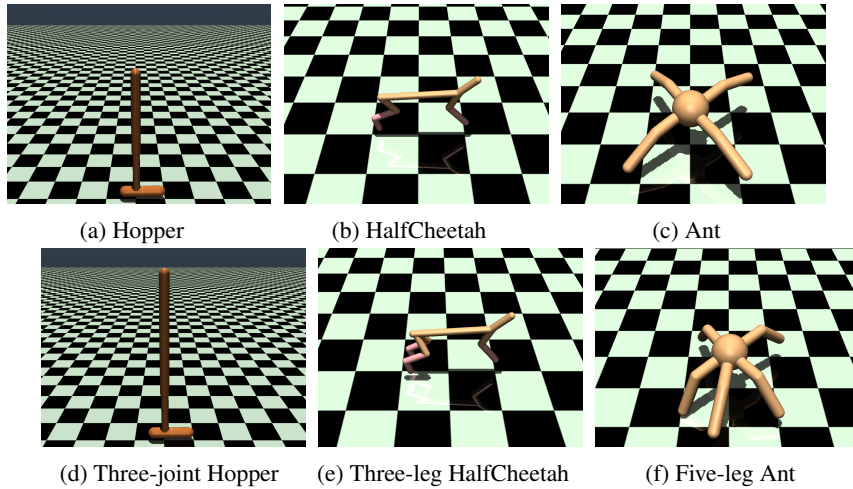 (a) Hopper
(b) HalfCheetah
(c) Ant
(d) Three-joint Hopper
(e) Three-leg HalfCheetah
(f) Five-leg Ant